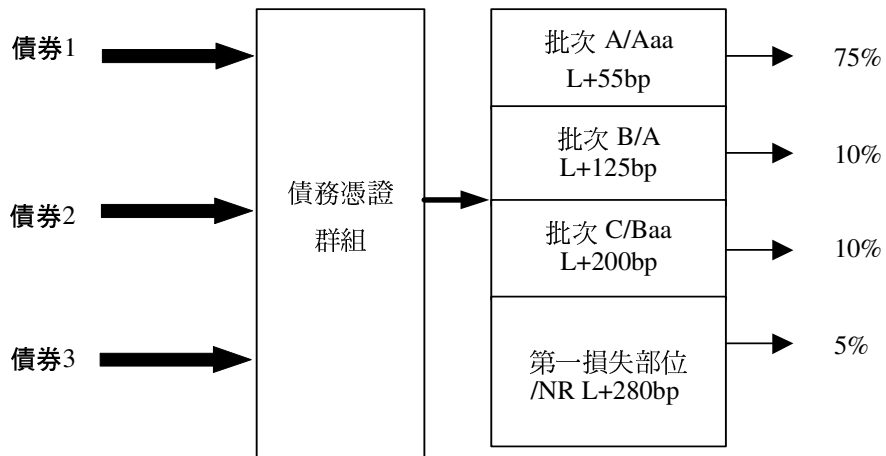 債券1
債券2
債券3
債務憑證
群組
批次 A/Aaa
L+55bp
批次 B/A
L+125bp
批次 C/Baa
L+200bp
第一損失部位
/NR L+280bp
75%
10%
10%
5%